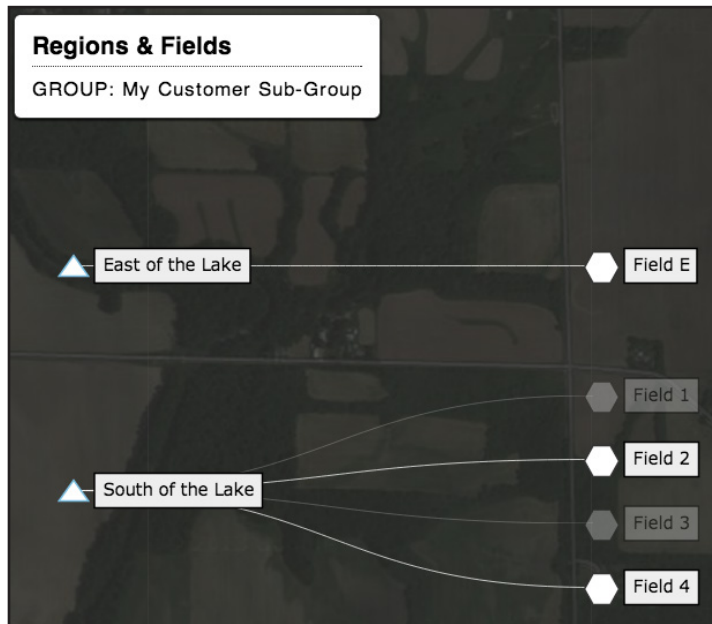 Regions & Fields
GROUP: My Customer Sub-Group
East of the Lake
Field E
Field 1
Field 2
South of the Lake
Field 3
Field 4